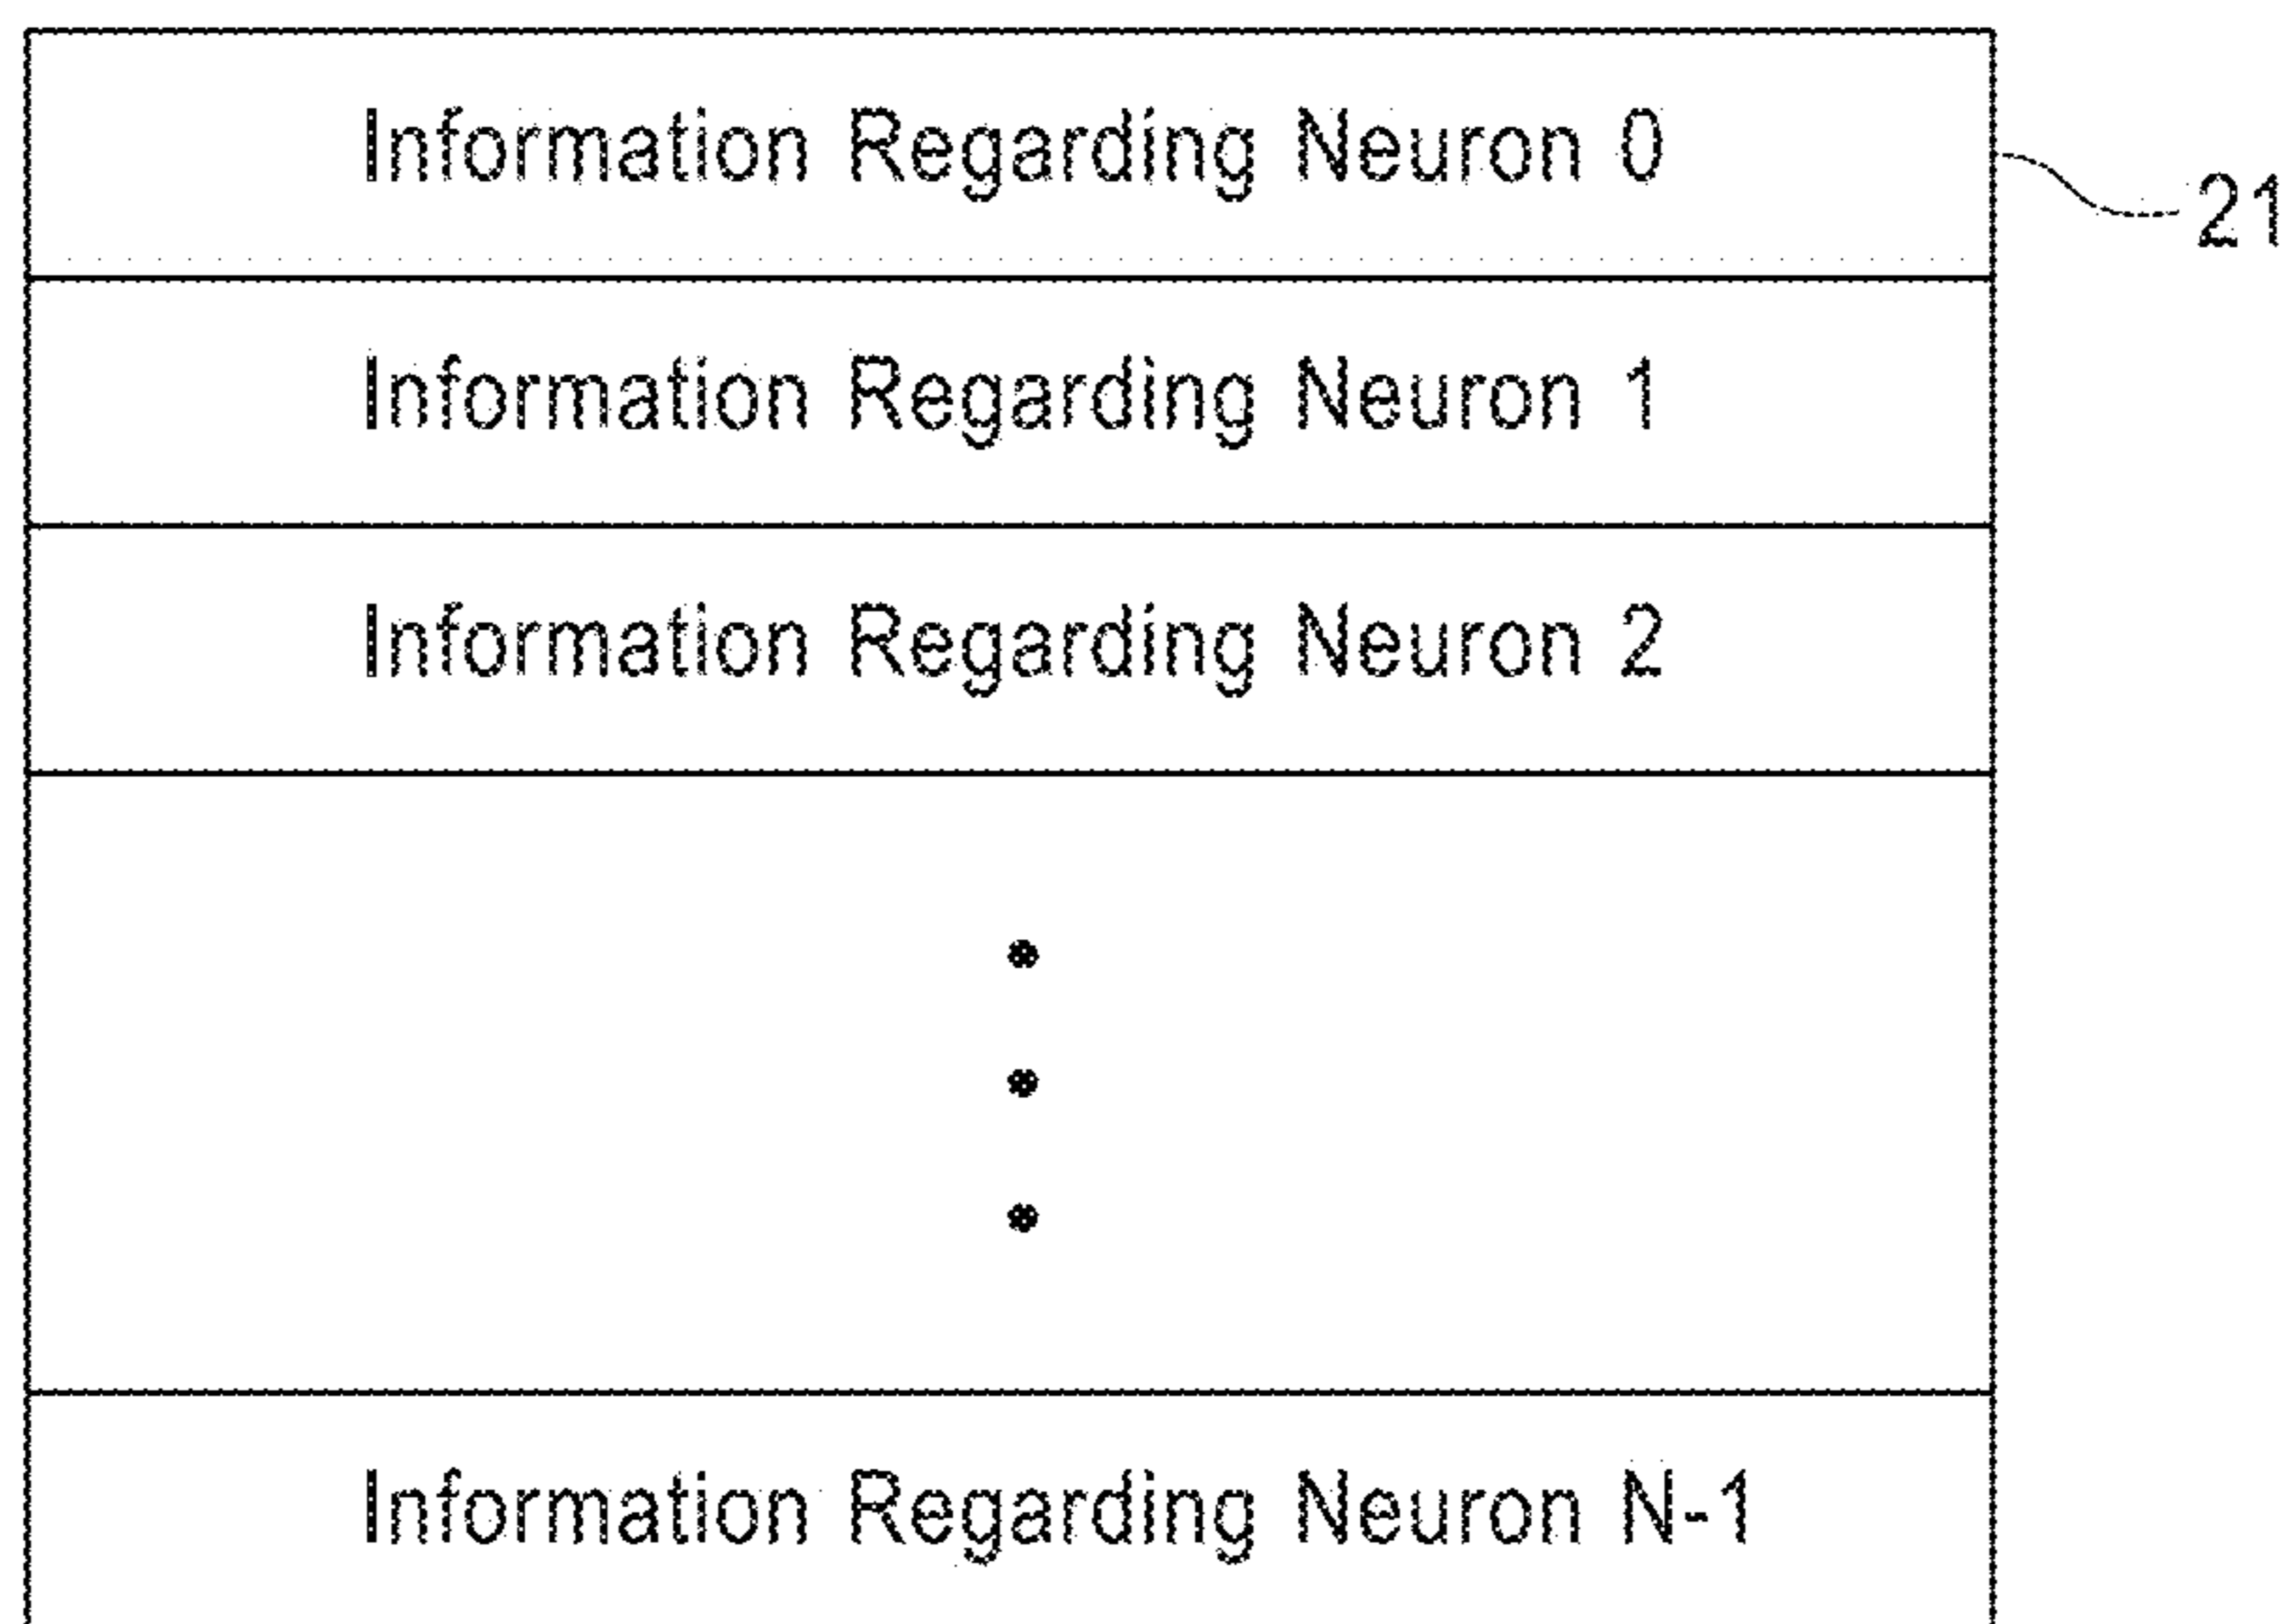 Information Regarding Neuron 0
21
Information Regarding Neuron 1
Information Regarding Neuron 2
Information Regarding Neuron N-1